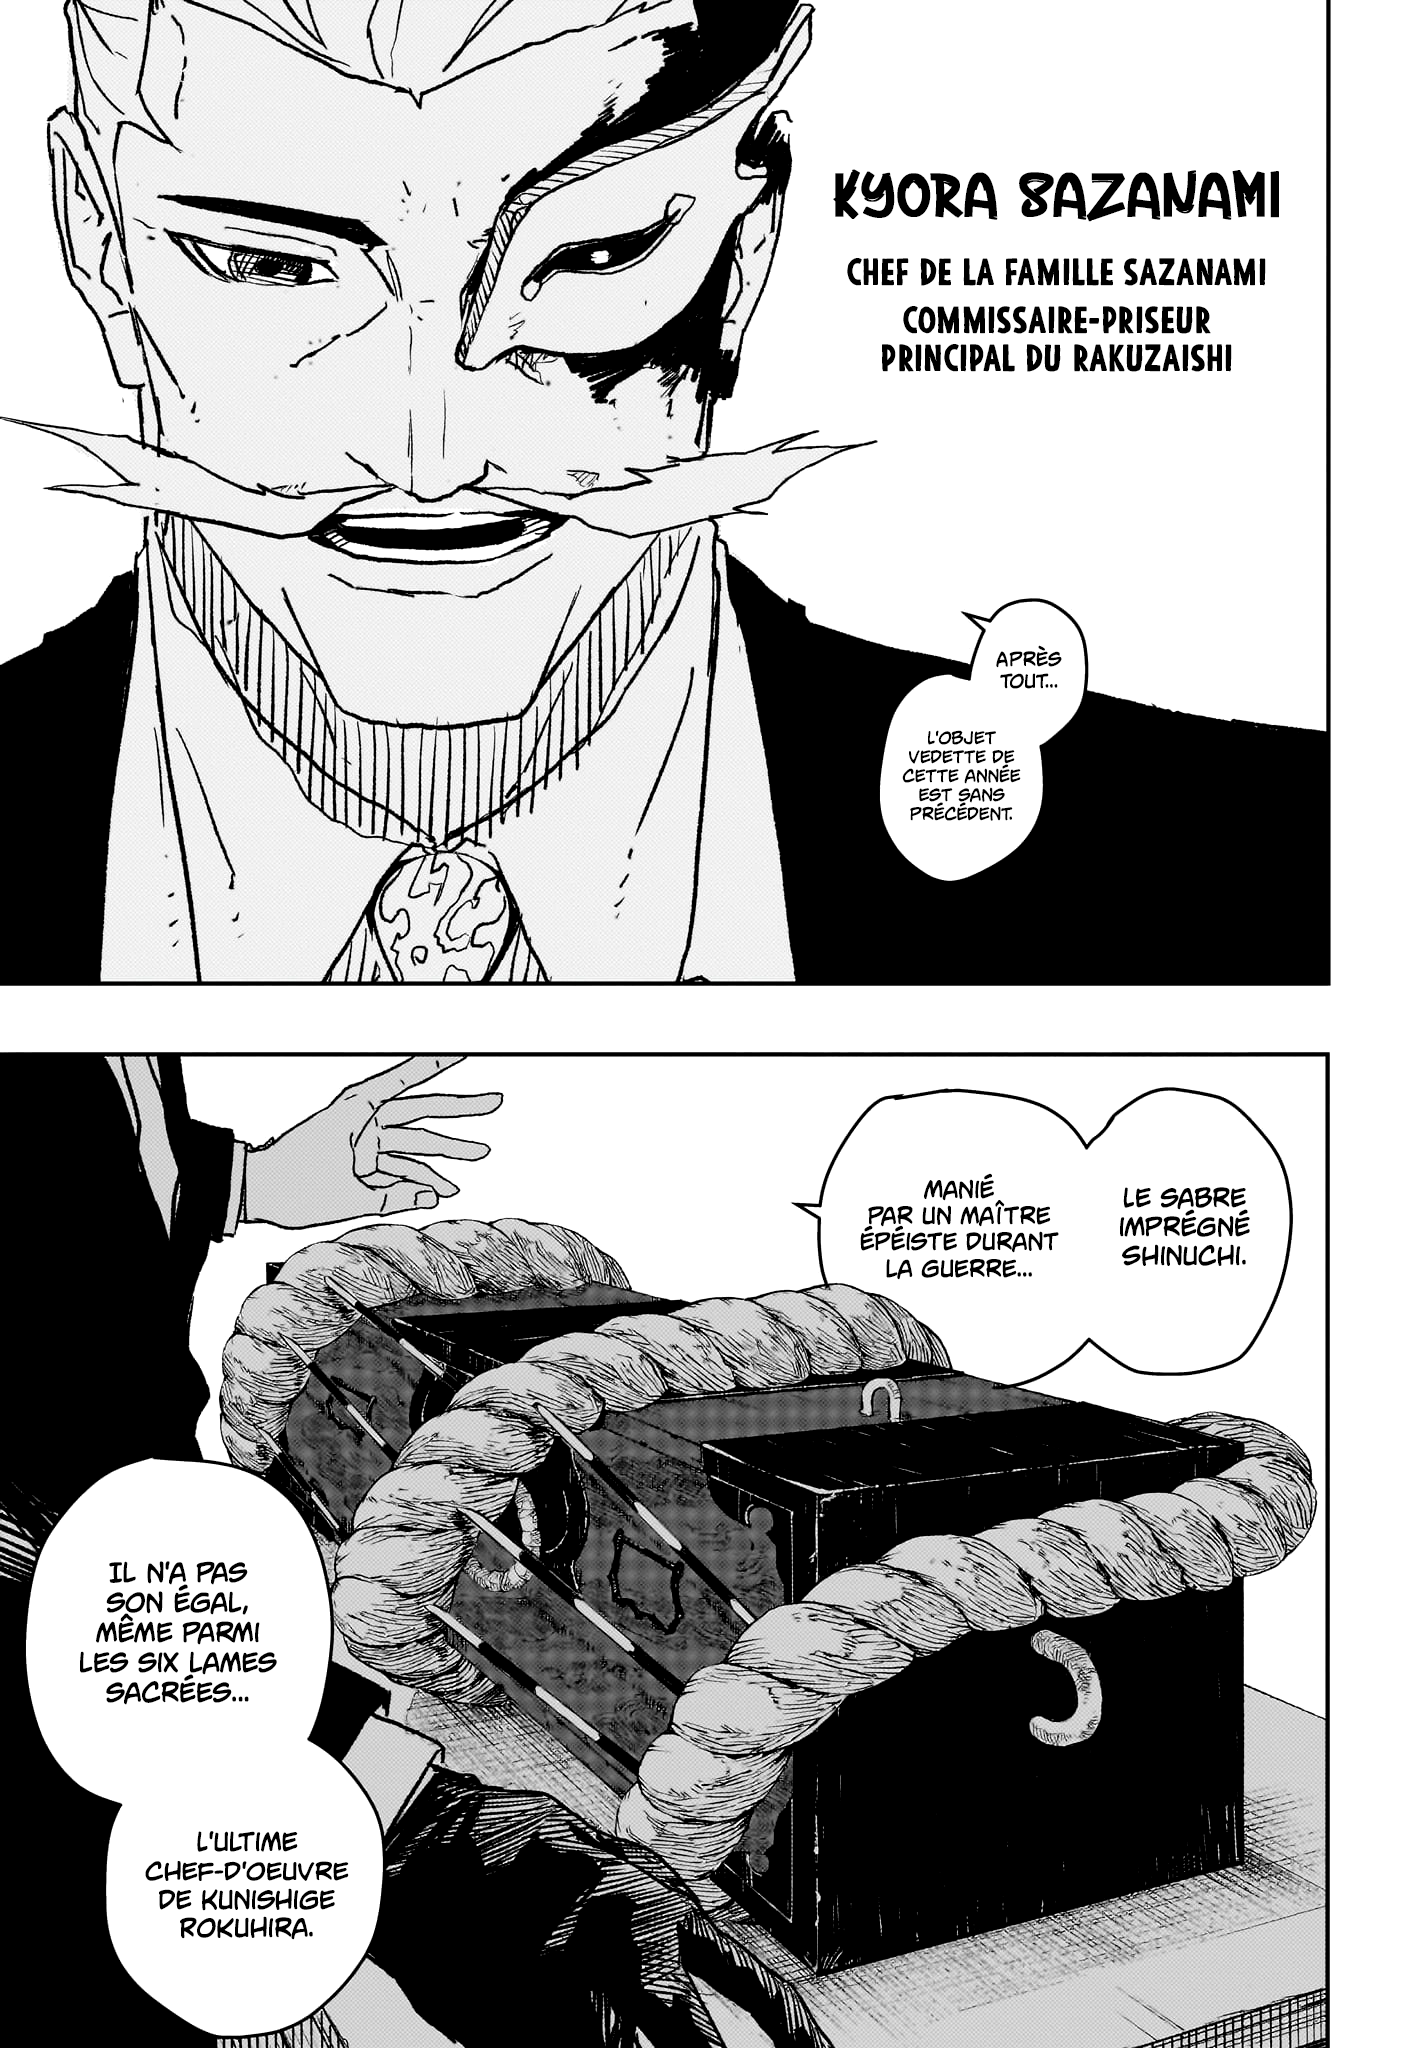 KYORA SAZANAMI
CHEF DE LA FAMILLE SAZANAMI
COMMISSAIRE-PRISEUR
PRINCIPAL DU RAKUZAISHI
APRÈS
TOUT...
L'OBJET
VEDETTE DE
CETTE ANNÉE
EST SANS
PRÉCÉDENT.
LE SABRE
IMPRÉGNÉ
SHINUCHI.
MANIÉ
PAR UN MAÎTRE
ÉPÉISTE DURANT
LA GUERRE...
IL N'A PAS
SON ÉGAL,
MÊME PARMI
LES SIX LAMES
SACRÉES...
L'ULTIME
CHEF-D'OEUVRE
DE KUNISHIGE
ROKUHIRA.